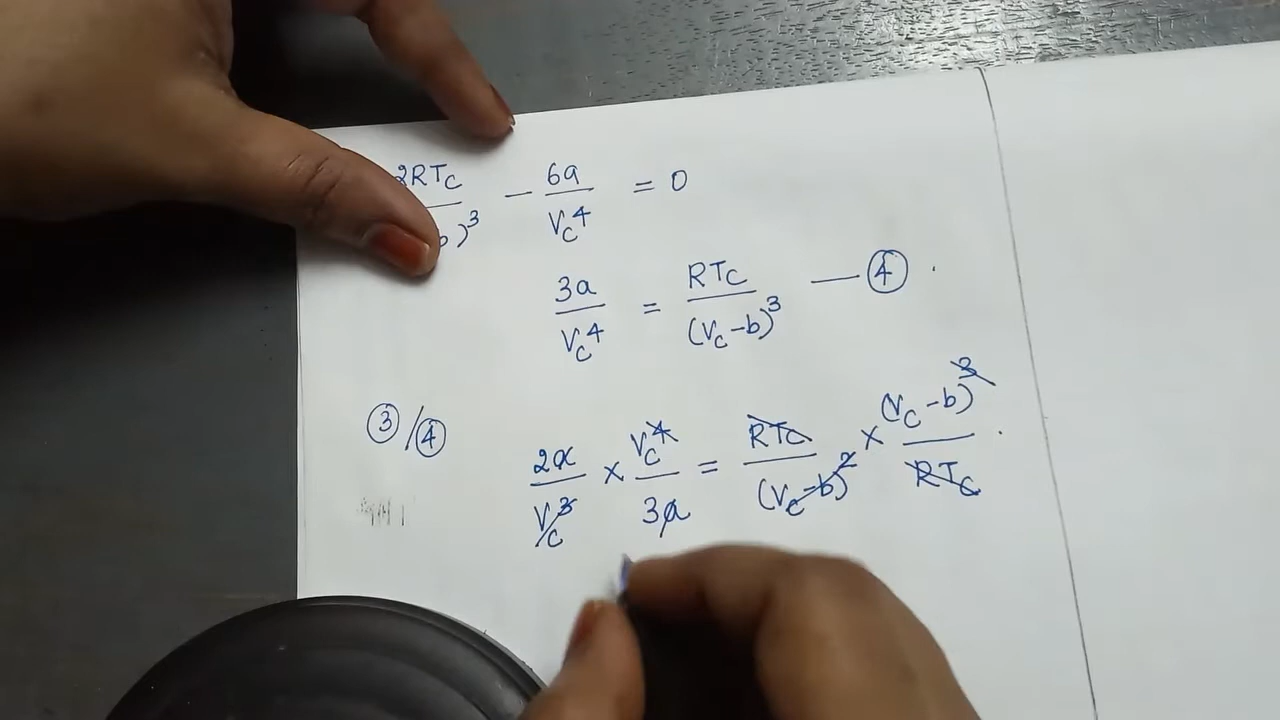 2RTc/( b)³ − 6a/Vc⁴ = 0
3a/Vc⁴ = RTc/(Vc−b)³ — ④ .
③/④ 2a/Vc³ × Vc⁴/3a = RTc/(Vc−b)² × (Vc−b)³/RTc .